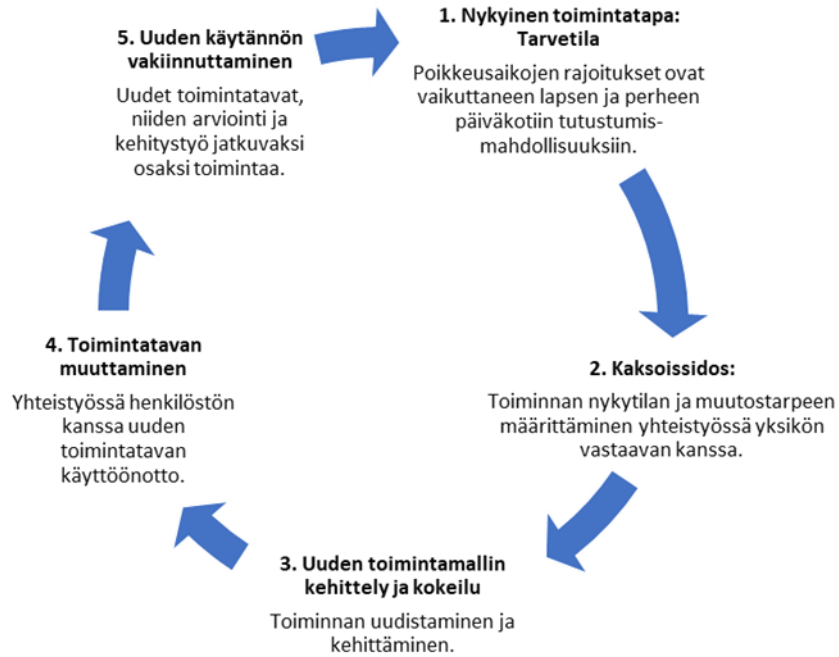 1. Nykyinen toimintatapa:
Tarvetila
Poikkeusaikojen rajoitukset ovat
vaikuttaneen lapsen ja perheen
päiväkotiin tutustumis-
mahdollisuuksiin.
2. Kaksoissidos:
Toiminnan nykytilan ja muutostarpeen
määrittäminen yhteistyössä yksikön
vastaavan kanssa.
3. Uuden toimintamallin
kehittely ja kokeilu
Toiminnan uudistaminen ja
kehittäminen.
4. Toimintatavan
muuttaminen
Yhteistyössä henkilöstön
kanssa uuden
toimintatavan
käyttöönotto.
5. Uuden käytännön
vakiinnuttaminen
Uudet toimintatavat,
niiden arviointi ja
kehitystyö jatkuvaksi
osaksi toimintaa.